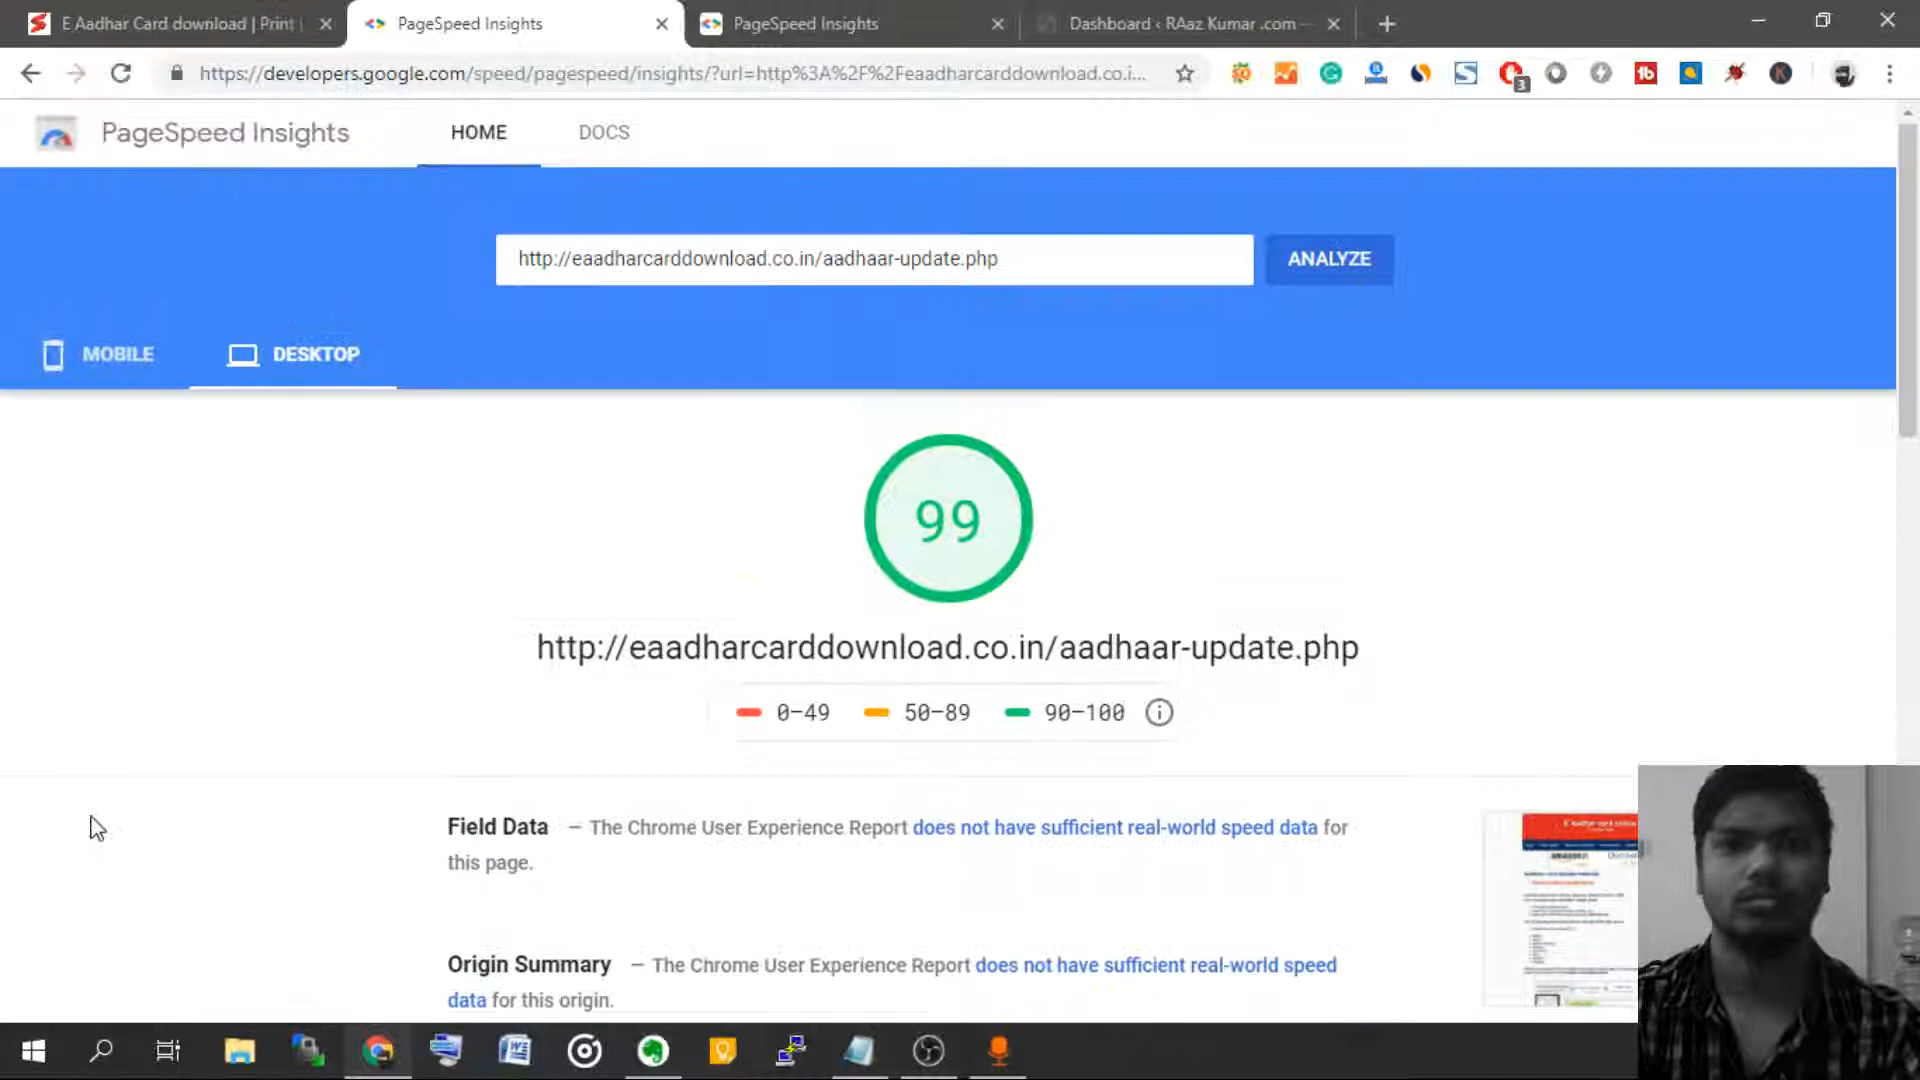 E Aadhar Card download | Print
PageSpeed Insights
PageSpeed Insights
Dashboard ‹ RAaz Kumar .com —
https://developers.google.com/speed/pagespeed/insights/?url=http%3A%2F%2Feaadharcarddownload.co.i...
3
PageSpeed Insights
HOME
DOCS
http://eaadharcarddownload.co.in/aadhaar-update.php
ANALYZE
MOBILE
DESKTOP
99
http://eaadharcarddownload.co.in/aadhaar-update.php
0–49
50–89
90–100
Field Data — The Chrome User Experience Report does not have sufficient real-world speed data for
this page.
Origin Summary — The Chrome User Experience Report does not have sufficient real-world speed
data for this origin.